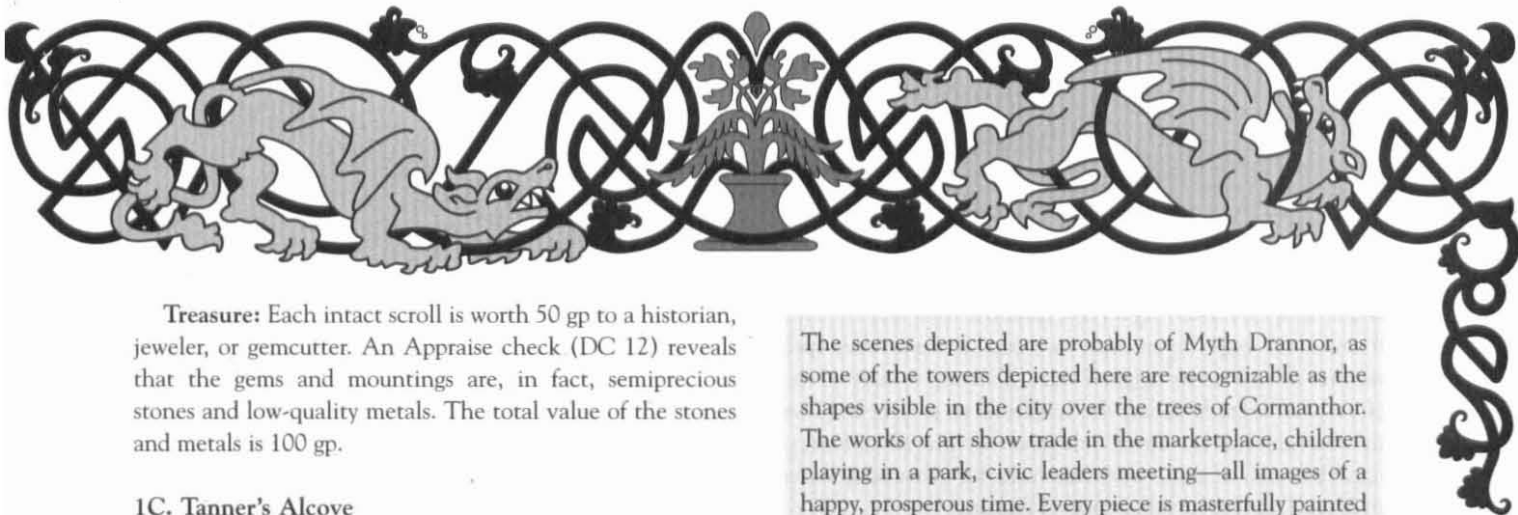 Treasure: Each intact scroll is worth 50 gp to a historian,
jeweler, or gemcutter. An Appraise check (DC 12) reveals
that the gems and mountings are, in fact, semiprecious
stones and low-quality metals. The total value of the stones
and metals is 100 gp.
1C. Tanner's Alcove
The scenes depicted are probably of Myth Drannor, as
some of the towers depicted here are recognizable as the
shapes visible in the city over the trees of Cormanthor.
The works of art show trade in the marketplace, children
playing in a park, civic leaders meeting—all images of a
happy, prosperous time. Every piece is masterfully painted